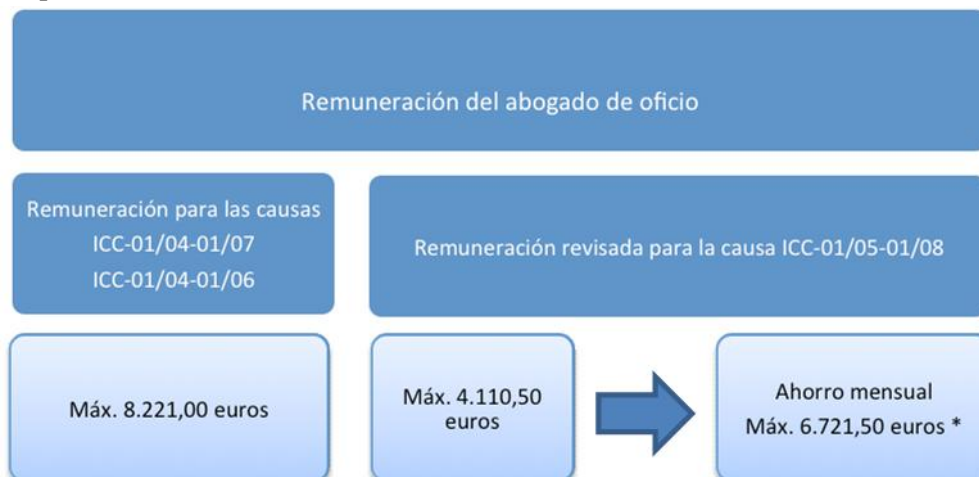 Remuneración del abogado de oficio
Remuneración para las causas
ICC-01/04-01/07
ICC-01/04-01/06
Remuneración revisada para la causa ICC-01/05-01/08
Máx. 8.221,00 euros
Máx. 4.110,50
euros
Ahorro mensual
Máx. 6.721,50 euros *